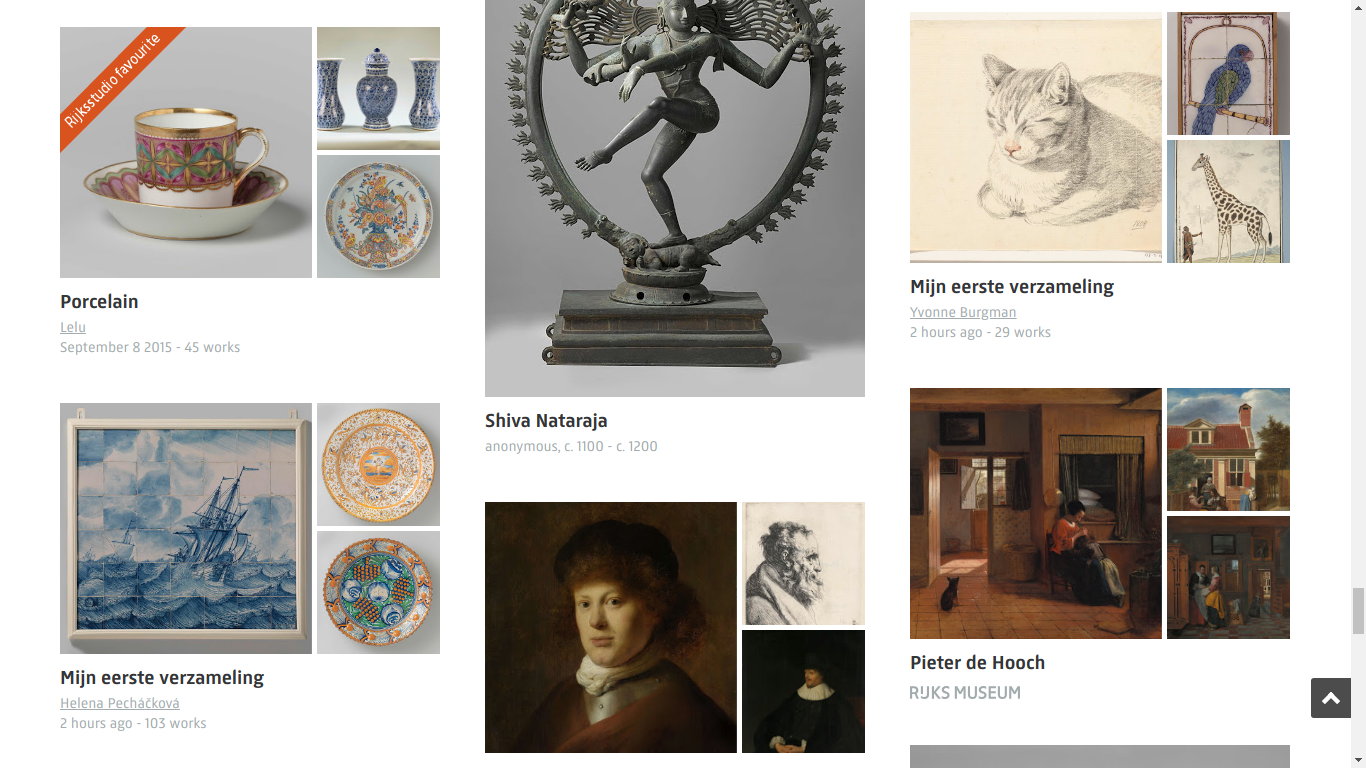 Rijksstudio favourite
Porcelain
Lelu
September 8 2015 - 45 works
Mijn eerste verzameling
Helena Pecháčková
2 hours ago - 103 works
Shiva Nataraja
anonymous, c. 1100 - c. 1200
Mijn eerste verzameling
Yvonne Burgman
2 hours ago - 29 works
Pieter de Hooch
RIJKS MUSEUM